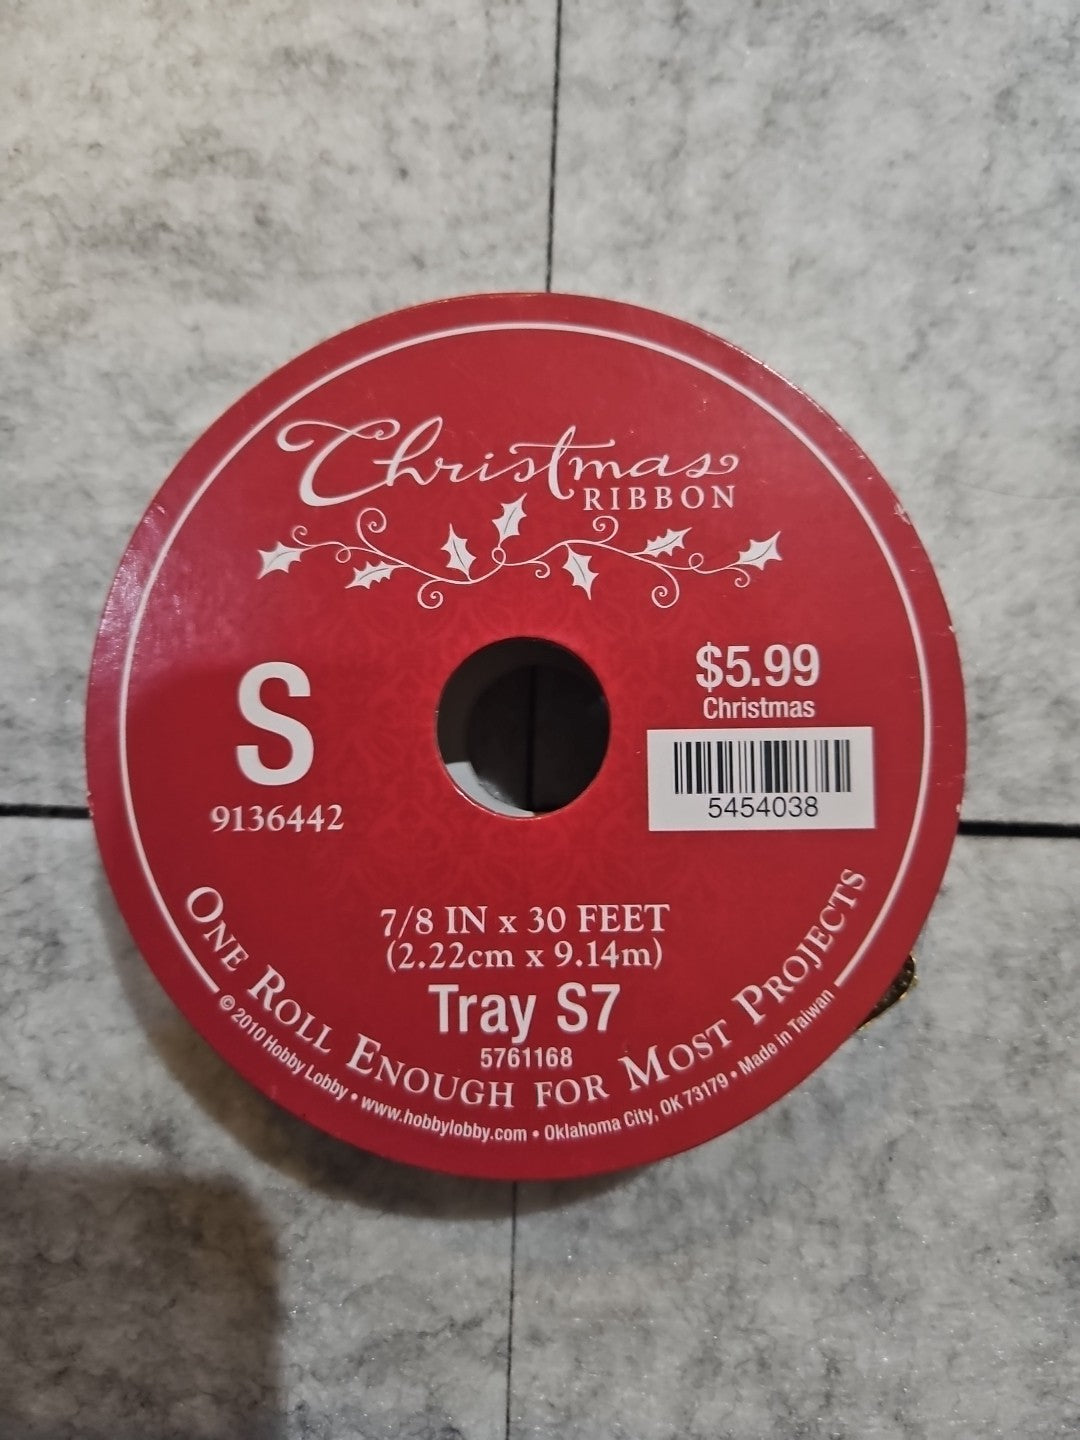 Christmas
RIBBON
S
9136442
$5.99
Christmas
5454038
7/8 IN x 30 FEET
(2.22cm x 9.14m)
Tray S7
5761168
ONE ROLL ENOUGH FOR MOST PROJECTS
© 2010 Hobby Lobby • www.hobbylobby.com • Oklahoma City, OK 73179 • Made in Taiwan